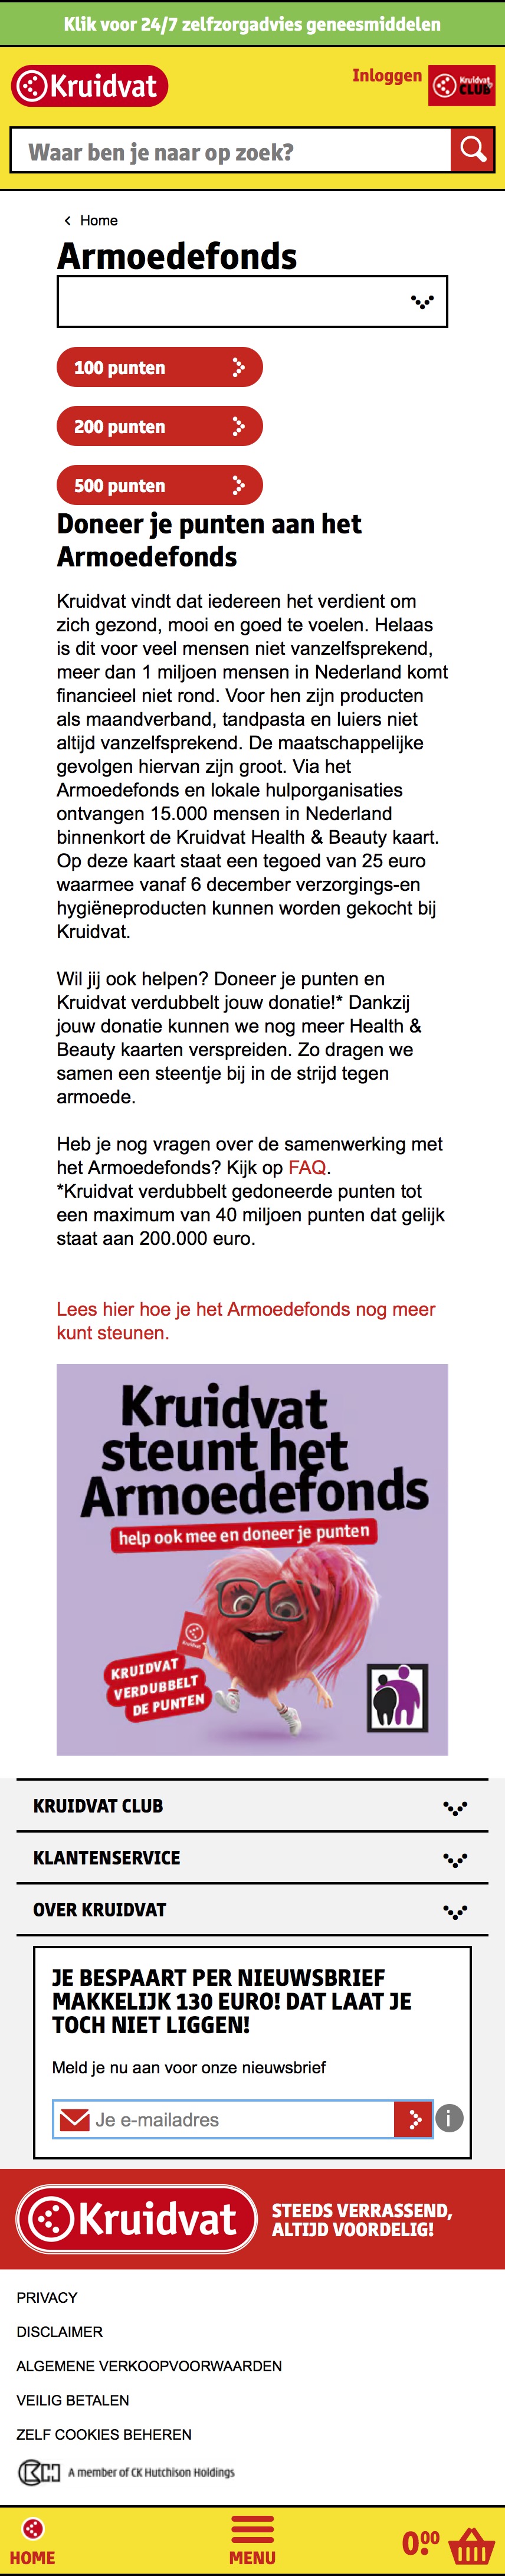 Klik voor 24/7 zelfzorgadvies geneesmiddelen
Kruidvat
Inloggen
Kruidvat
CLUB
Waar ben je naar op zoek?
Home
Armoedefonds
100 punten
200 punten
500 punten
Doneer je punten aan het
Armoedefonds
Kruidvat vindt dat iedereen het verdient om
zich gezond, mooi en goed te voelen. Helaas
is dit voor veel mensen niet vanzelfsprekend,
meer dan 1 miljoen mensen in Nederland komt
financieel niet rond. Voor hen zijn producten
als maandverband, tandpasta en luiers niet
altijd vanzelfsprekend. De maatschappelijke
gevolgen hiervan zijn groot. Via het
Armoedefonds en lokale hulporganisaties
ontvangen 15.000 mensen in Nederland
binnenkort de Kruidvat Health & Beauty kaart.
Op deze kaart staat een tegoed van 25 euro
waarmee vanaf 6 december verzorgings-en
hygiëneproducten kunnen worden gekocht bij
Kruidvat.
Wil jij ook helpen? Doneer je punten en
Kruidvat verdubbelt jouw donatie!* Dankzij
jouw donatie kunnen we nog meer Health &
Beauty kaarten verspreiden. Zo dragen we
samen een steentje bij in de strijd tegen
armoede.
Heb je nog vragen over de samenwerking met
het Armoedefonds? Kijk op FAQ.
*Kruidvat verdubbelt gedoneerde punten tot
een maximum van 40 miljoen punten dat gelijk
staat aan 200.000 euro.
Lees hier hoe je het Armoedefonds nog meer
kunt steunen.
Kruidvat
steunt het
Armoedefonds
help ook mee en doneer je punten
Kruidvat
KRUIDVAT
VERDUBBELT
DE PUNTEN
KRUIDVAT CLUB
KLANTENSERVICE
OVER KRUIDVAT
JE BESPAART PER NIEUWSBRIEF
MAKKELIJK 130 EURO! DAT LAAT JE
TOCH NIET LIGGEN!
Meld je nu aan voor onze nieuwsbrief
Je e-mailadres
i
Kruidvat
STEEDS VERRASSEND,
ALTIJD VOORDELIG!
PRIVACY
DISCLAIMER
ALGEMENE VERKOOPVOORWAARDEN
VEILIG BETALEN
ZELF COOKIES BEHEREN
A member of CK Hutchison Holdings
HOME
MENU
0.00